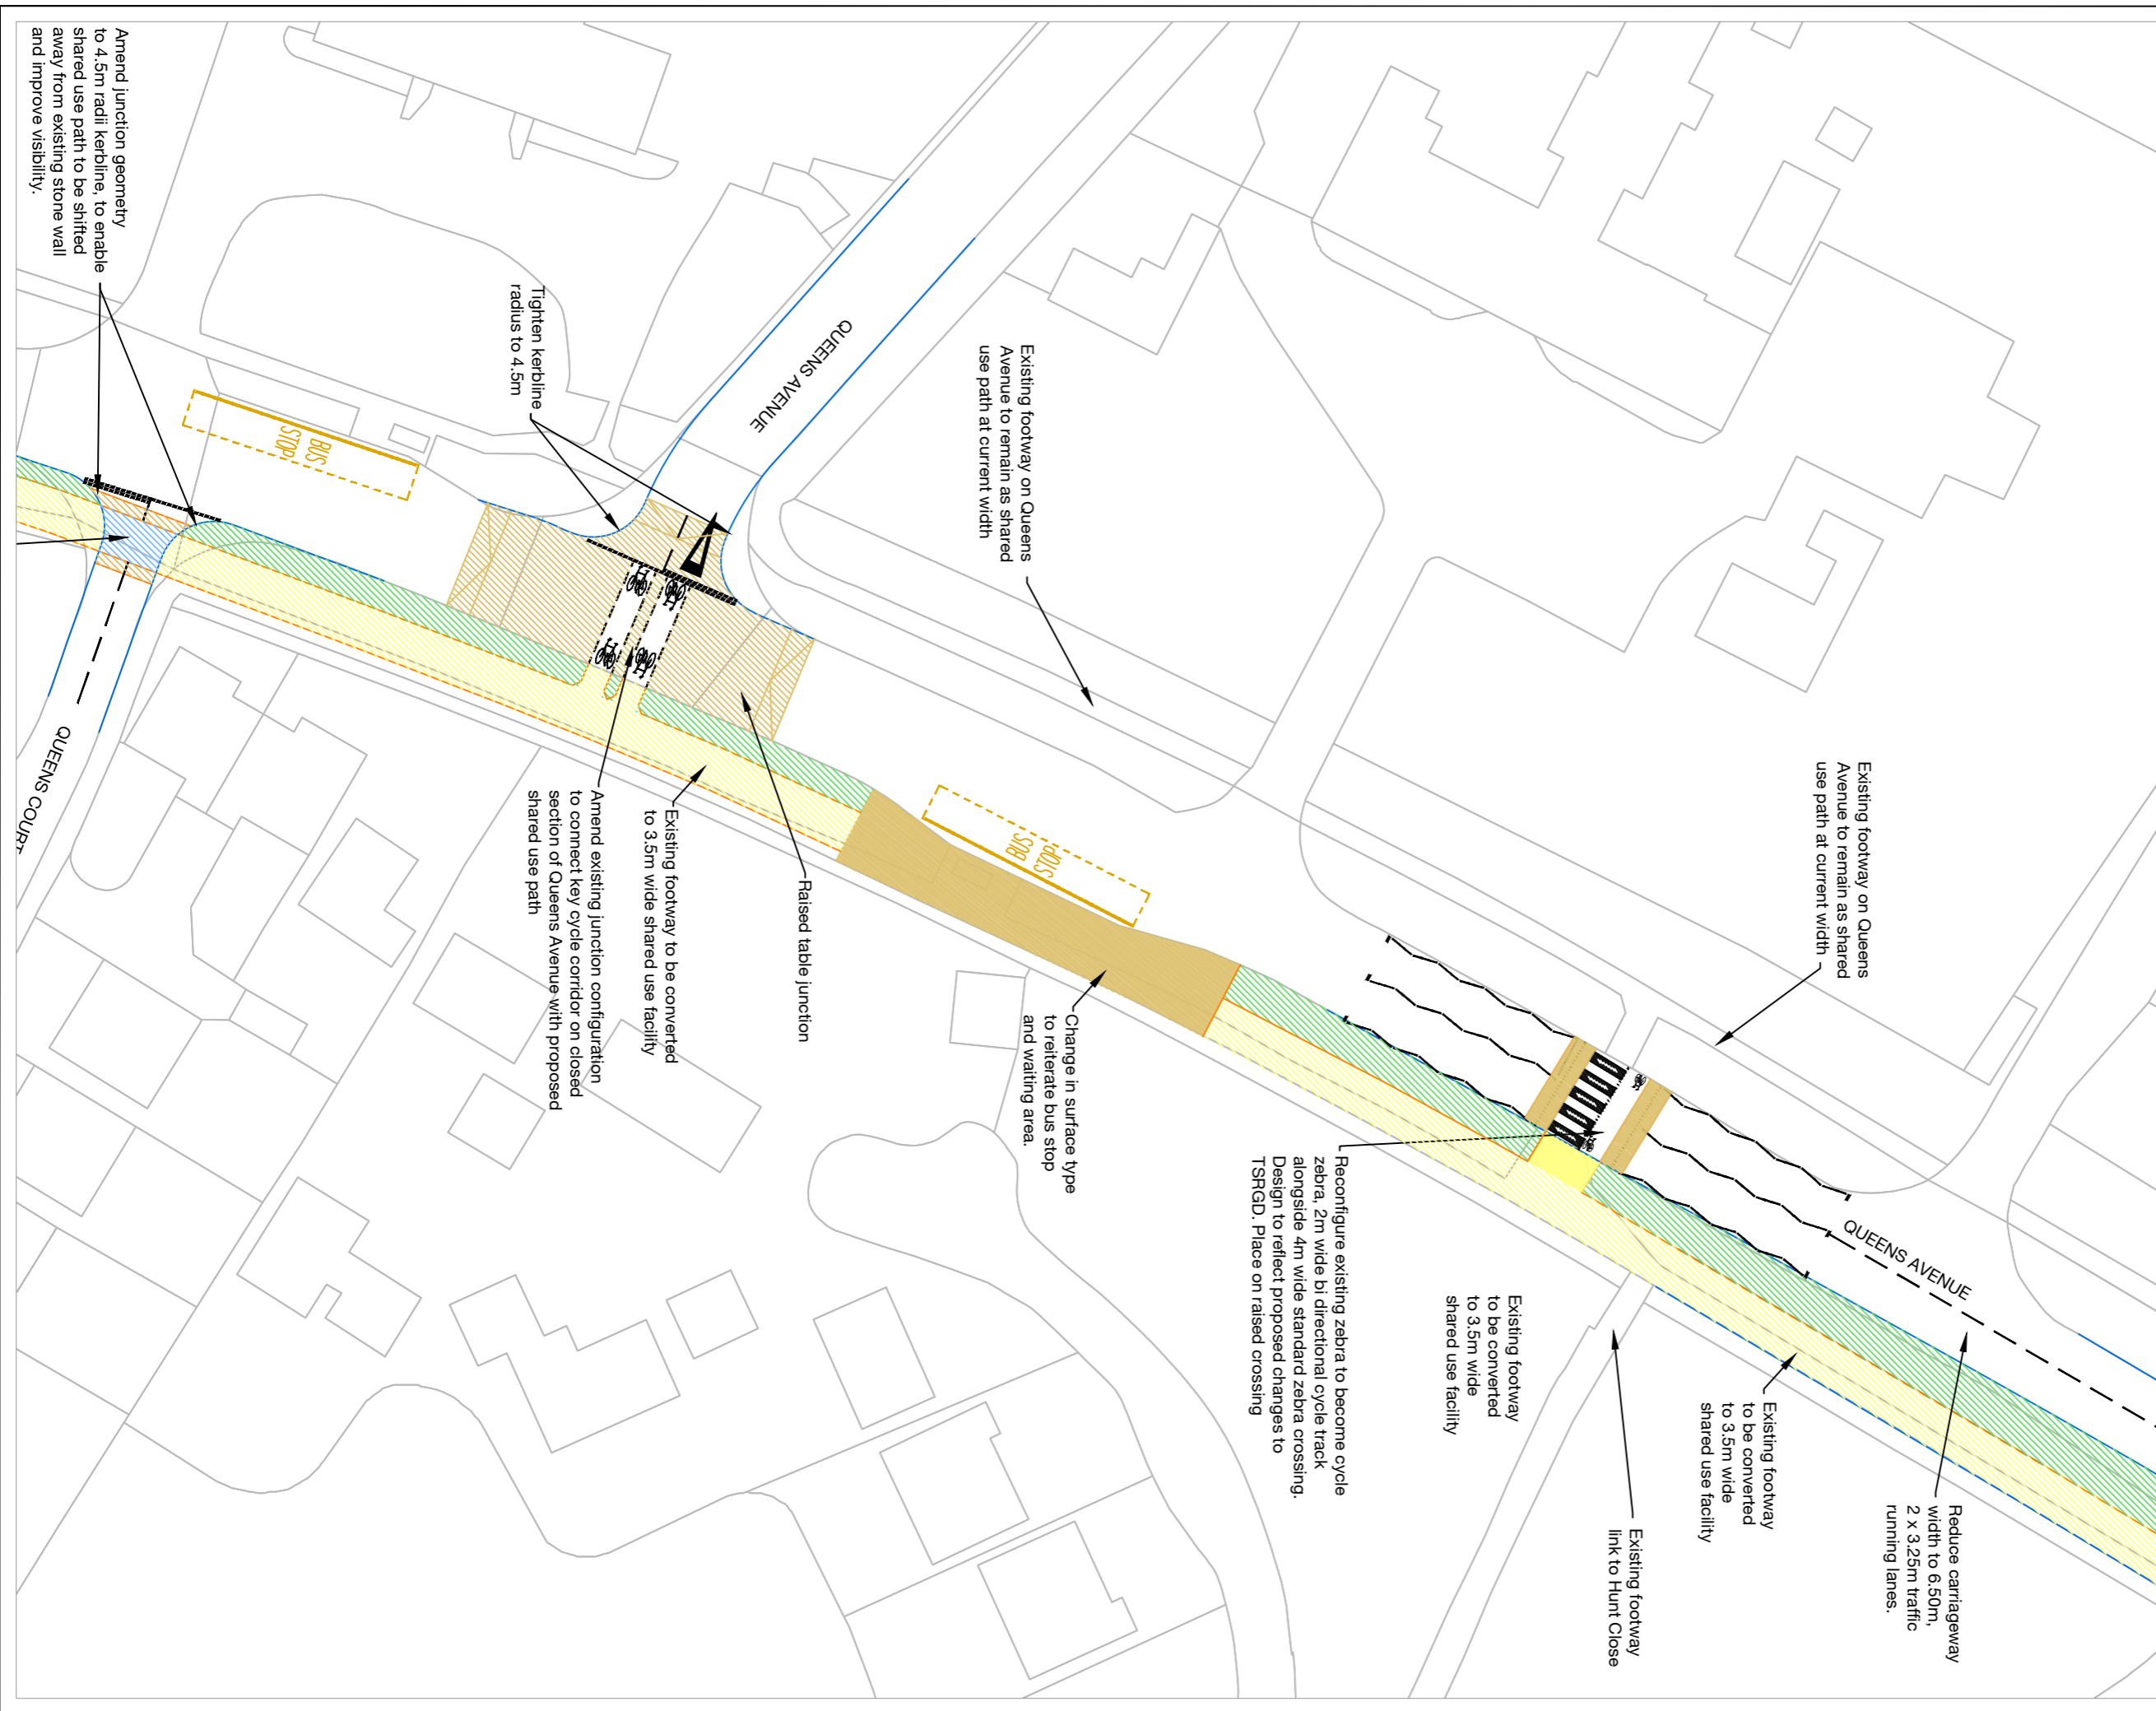 Amend junction geometry
to 4.5m radii kerbline, to enable
shared use path to be shifted
away from existing stone wall
and improve visibility.
BUS
STOP
Tighten kerbline
radius to 4.5m
QUEENS AVENUE
Existing footway on Queens
Avenue to remain as shared
use path at current width
Existing footway on Queens
Avenue to remain as shared
use path at current width
QUEENS COURT
Amend existing junction configuration
to connect key cycle corridor on closed
section of Queens Avenue with proposed
shared use path
Existing footway to be converted
to 3.5m wide shared use facility
Raised table junction
BUS
STOP
Change in surface type
to reiterate bus stop
and waiting area.
Reconfigure existing zebra to become cycle
zebra, 2m wide bi directional cycle track
alongside 4m wide standard zebra crossing.
Design to reflect proposed changes to
TSRGD. Place on raised crossing
Existing footway
to be converted
to 3.5m wide
shared use facility
QUEENS AVENUE
Existing footway
to be converted
to 3.5m wide
shared use facility
Existing footway
link to Hunt Close
Reduce carriageway
width to 6.50m,
2 x 3.25m traffic
running lanes.